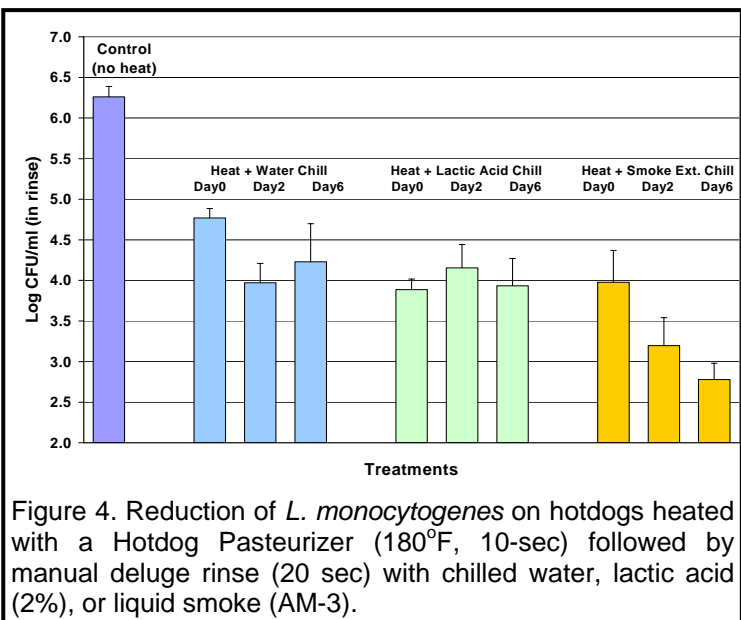 7.0
6.5
6.0
5.5
5.0
4.5
4.0
3.5
3.0
2.5
2.0
Log CFU/ml (in rinse)
Control
(no heat)
Heat + Water Chill
Day0 Day2 Day6
Heat + Lactic Acid Chill
Day0 Day2 Day6
Heat + Smoke Ext. Chill
Day0 Day2 Day6
Treatments
Figure 4. Reduction of L. monocytogenes on hotdogs heated
with a Hotdog Pasteurizer (180°F, 10-sec) followed by
manual deluge rinse (20 sec) with chilled water, lactic acid
(2%), or liquid smoke (AM-3).